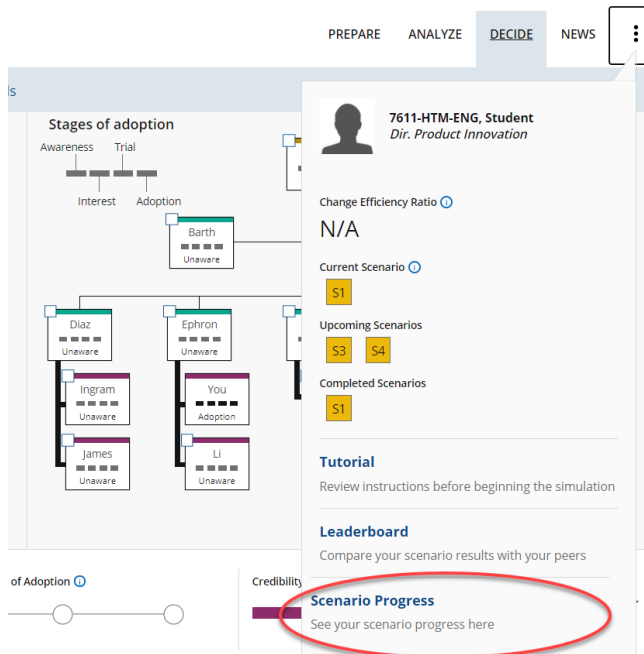 PREPARE ANALYZE DECIDE NEWS
ls
Stages of adoption
Awareness Trial
Interest Adoption
Barth
Unaware
Diaz
Unaware
Ephron
Unaware
Ingram
Unaware
You
Adoption
James
Unaware
Li
Unaware
of Adoption
Credibility
7611-HTM-ENG, Student
Dir. Product Innovation
Change Efficiency Ratio
N/A
Current Scenario
S1
Upcoming Scenarios
S3 S4
Completed Scenarios
S1
Tutorial
Review instructions before beginning the simulation
Leaderboard
Compare your scenario results with your peers
Scenario Progress
See your scenario progress here